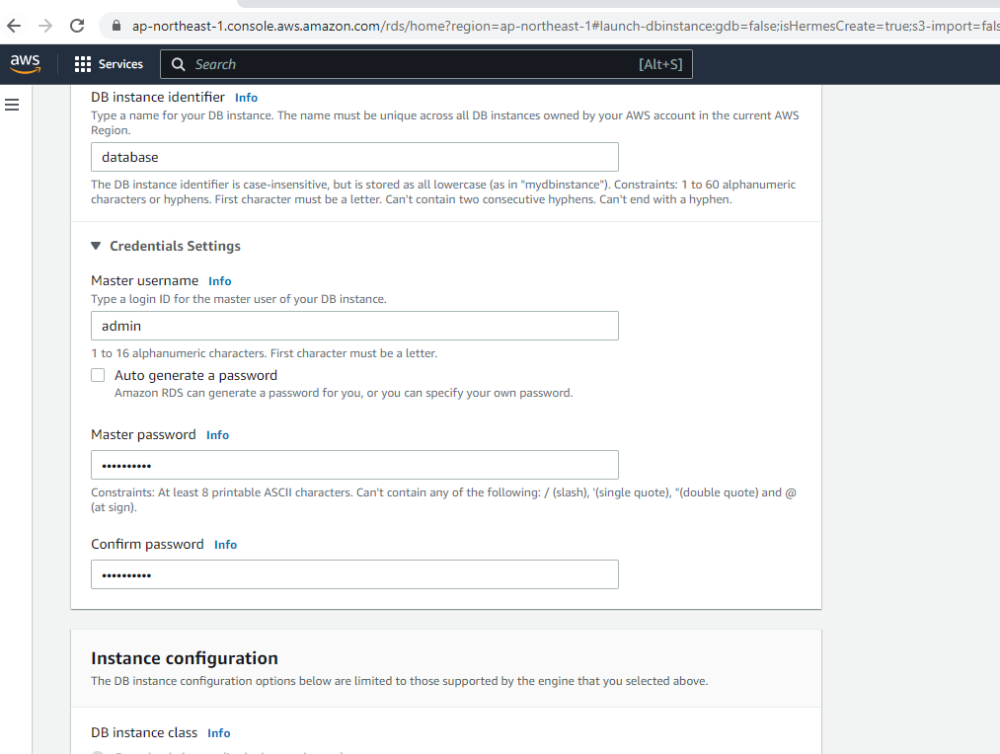 ap-northeast-1.console.aws.amazon.com/rds/home?region=ap-northeast-1#launch-dbinstance:gdb=false;isHermesCreate=true;s3-import=fals
aws
Services
Search
[Alt+S]
DB instance identifier Info
Type a name for your DB instance. The name must be unique across all DB instances owned by your AWS account in the current AWS
Region.
database
The DB instance identifier is case-insensitive, but is stored as all lowercase (as in "mydbinstance"). Constraints: 1 to 60 alphanumeric
characters or hyphens. First character must be a letter. Can't contain two consecutive hyphens. Can't end with a hyphen.
Credentials Settings
Master username Info
Type a login ID for the master user of your DB instance.
admin
1 to 16 alphanumeric characters. First character must be a letter.
Auto generate a password
Amazon RDS can generate a password for you, or you can specify your own password.
Master password Info
••••••••••
Constraints: At least 8 printable ASCII characters. Can't contain any of the following: / (slash), '(single quote), "(double quote) and @
(at sign).
Confirm password Info
••••••••••
Instance configuration
The DB instance configuration options below are limited to those supported by the engine that you selected above.
DB instance class Info